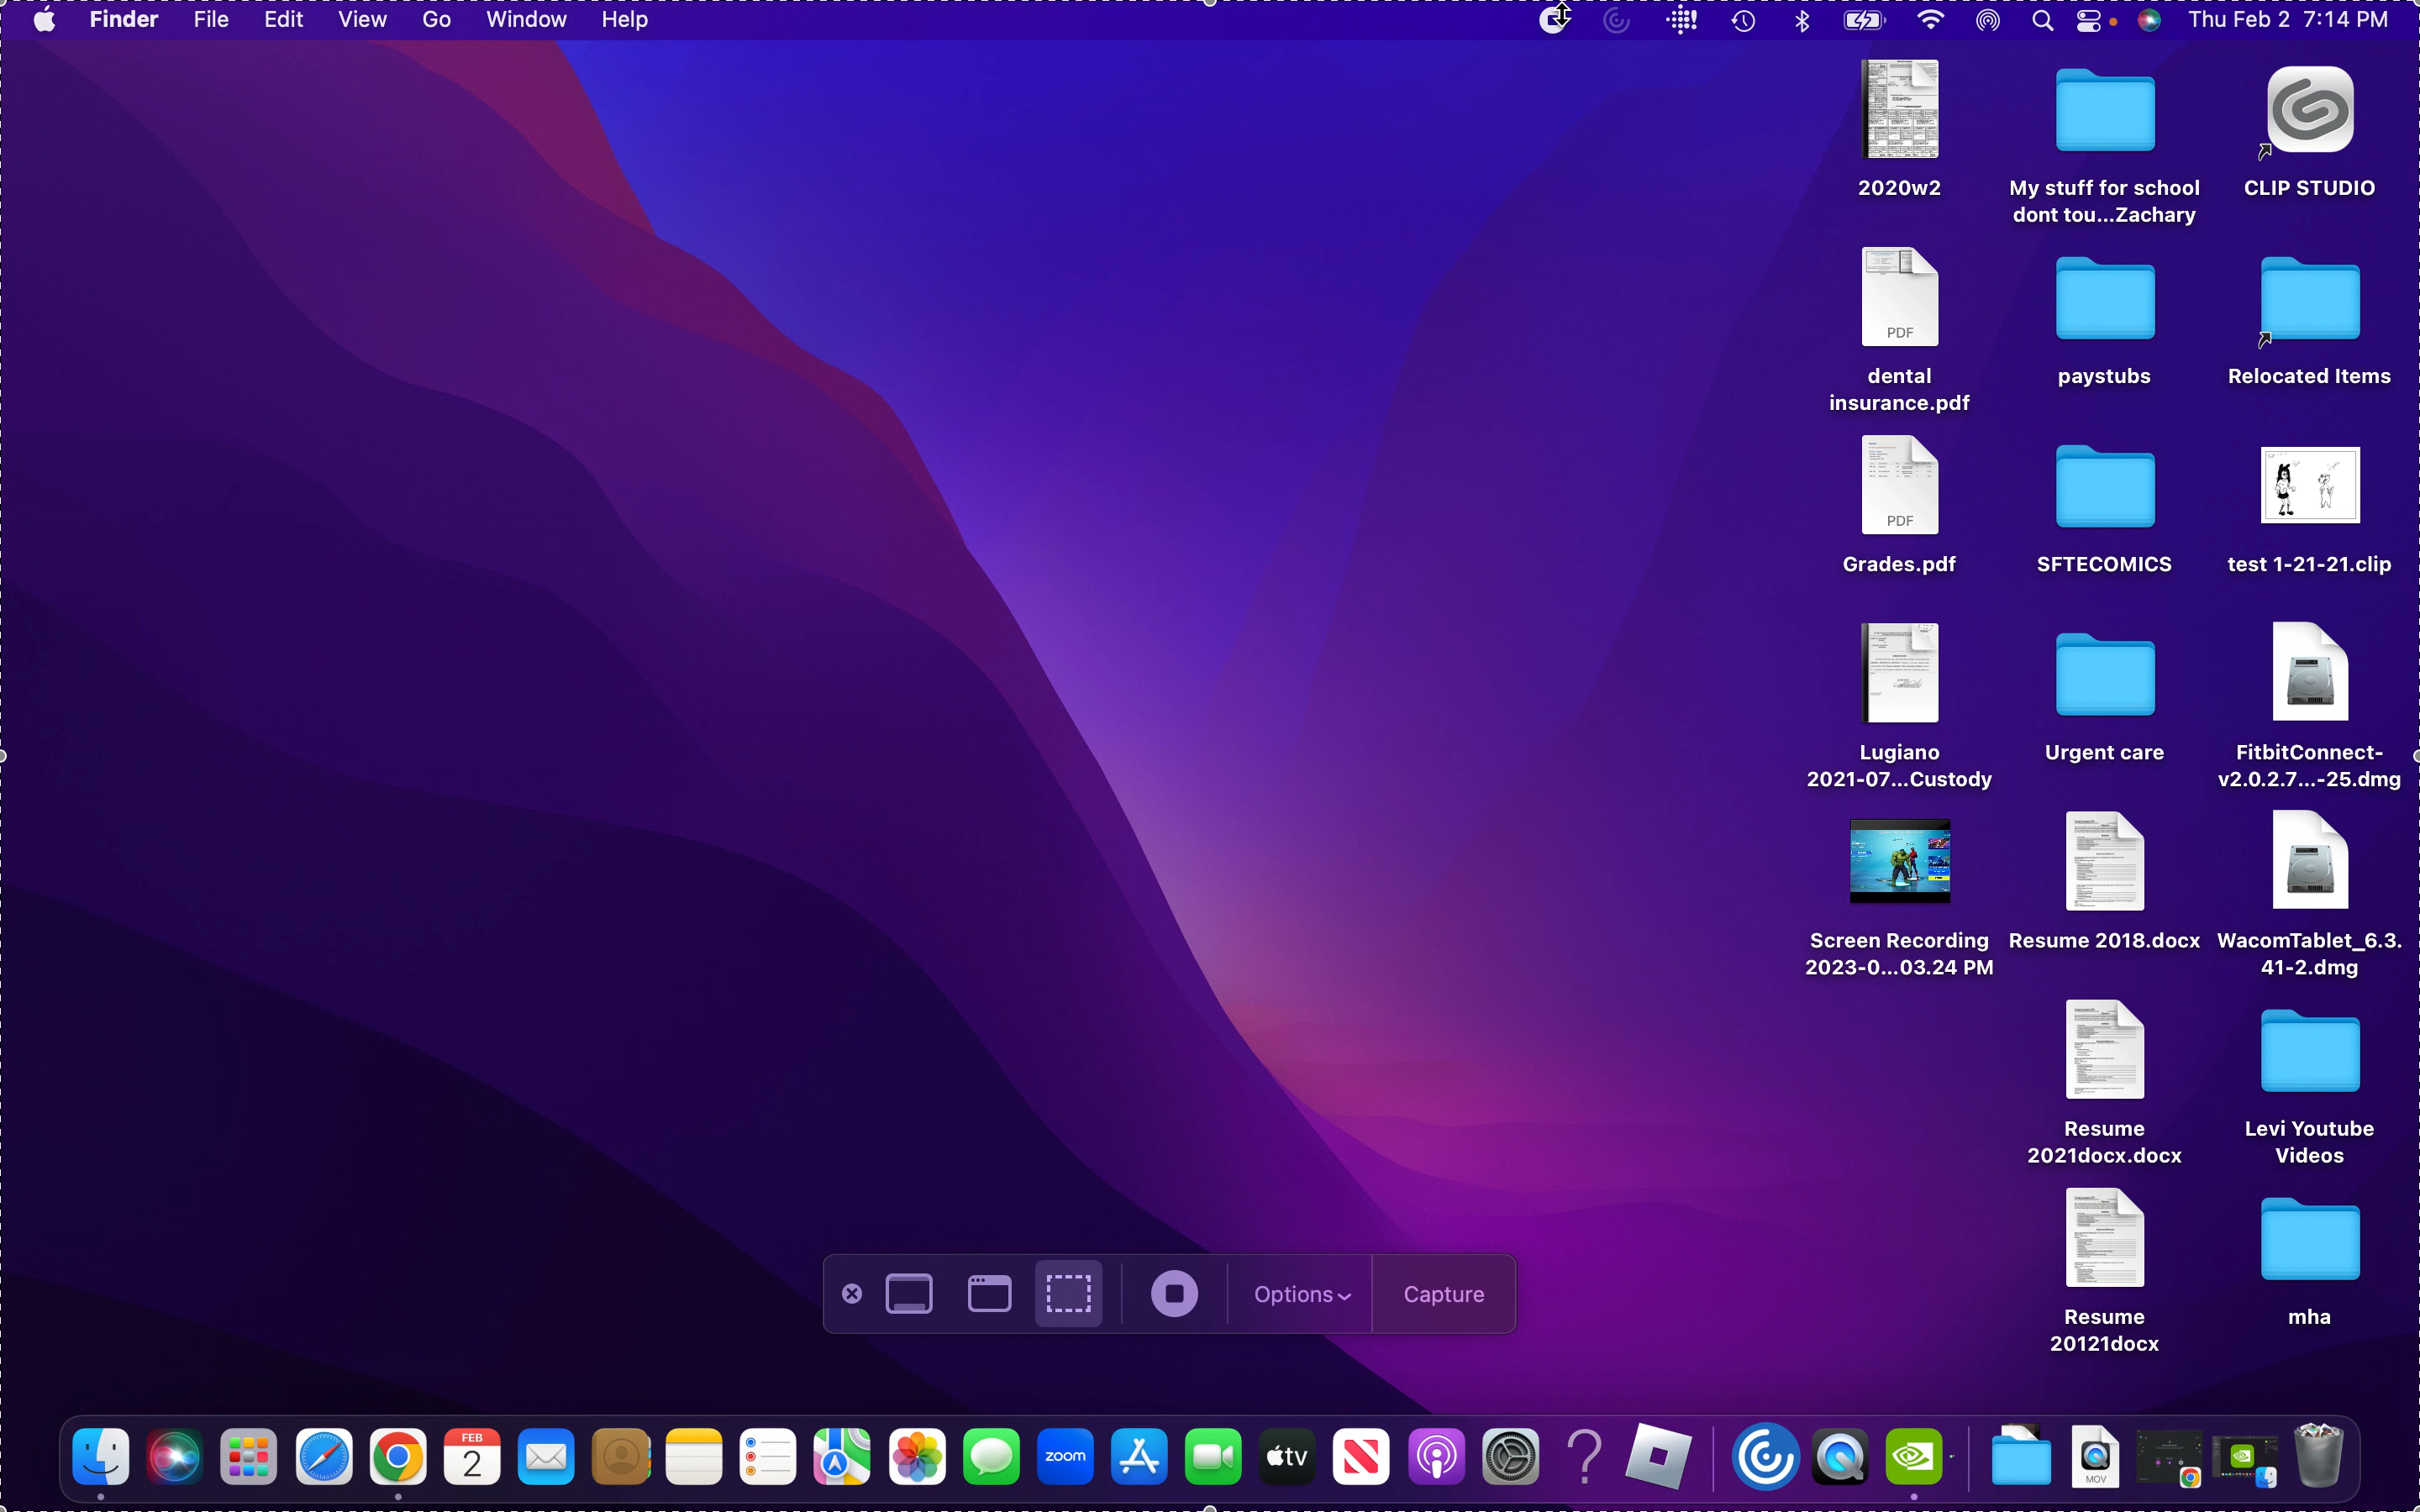 Finder File Edit View Go Window Help Thu Feb 2 7:14 PM
2020w2
My stuff for school
dont tou...Zachary
CLIP STUDIO
PDF
dental
insurance.pdf
paystubs
Relocated Items
PDF
Grades.pdf
SFTECOMICS
test 1-21-21.clip
Lugiano
2021-07...Custody
Urgent care
FitbitConnect-
v2.0.2.7...-25.dmg
Screen Recording
2023-0...03.24 PM
Resume 2018.docx
WacomTablet_6.3.
41-2.dmg
Resume
2021docx.docx
Levi Youtube
Videos
Resume
20121docx
mha
Options Capture
FEB
2
zoom
tv
MOV